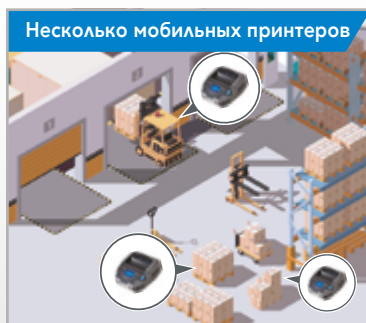 Несколько мобильных принтеров